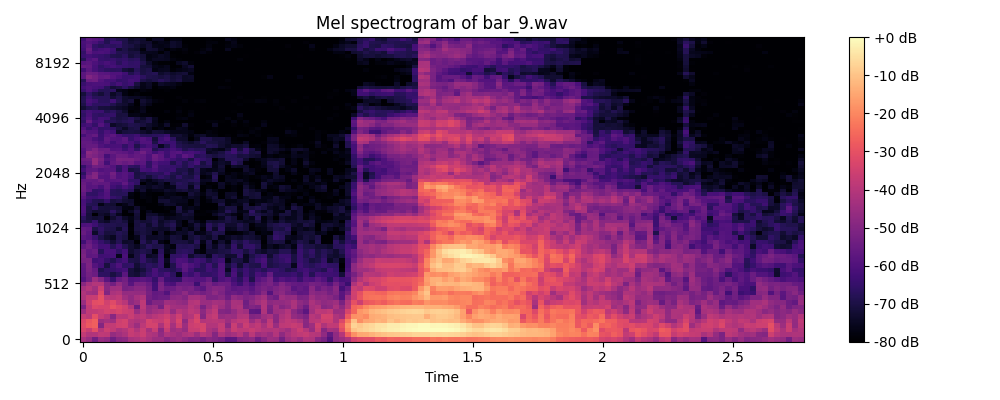 Mel spectrogram of bar_9.wav
Hz
8192
4096
2048
1024
512
0
0
0.5
1
1.5
2
2.5
Time
+0 dB
-10 dB
-20 dB
-30 dB
-40 dB
-50 dB
-60 dB
-70 dB
-80 dB